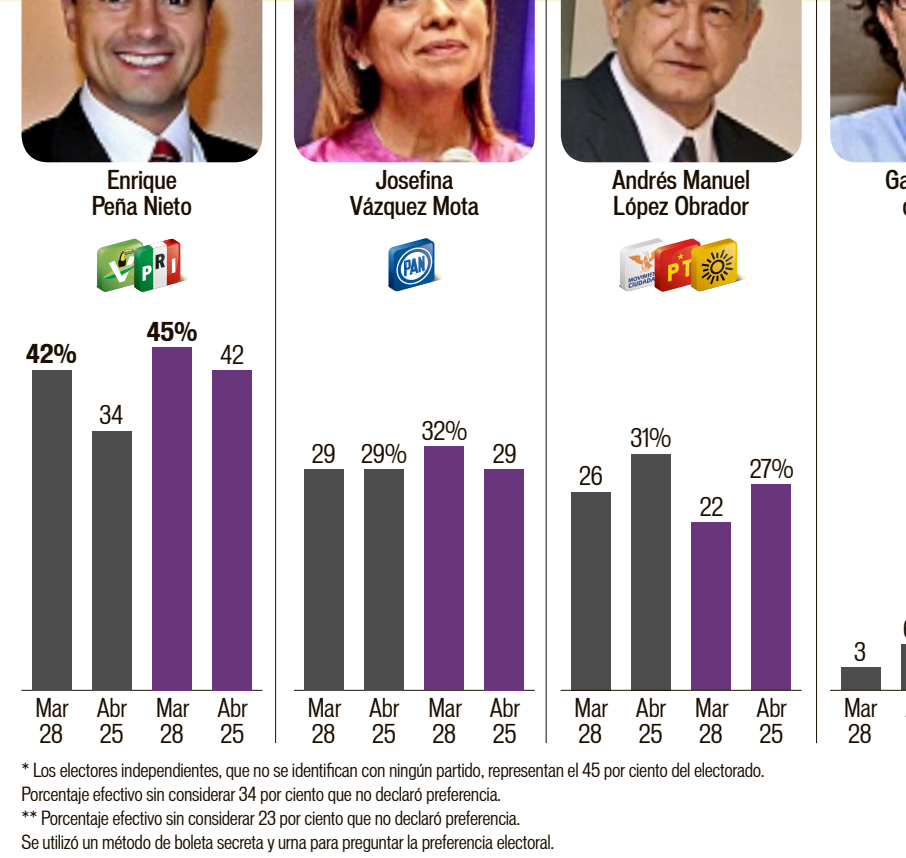 Enrique
Peña Nieto
Josefina
Vázquez Mota
Andrés Manuel
López Obrador
PRI
PAN
MOVIMIE
CIUDADA
PT
42%
34
45%
42
29
29%
32%
29
26
31%
22
27%
3
Mar
28
Abr
25
Mar
28
Abr
25
Mar
28
Abr
25
Mar
28
Abr
25
Mar
28
Abr
25
Mar
28
Abr
25
Mar
28
* Los electores independientes, que no se identifican con ningún partido, representan el 45 por ciento del electorado.
Porcentaje efectivo sin considerar 34 por ciento que no declaró preferencia.
** Porcentaje efectivo sin considerar 23 por ciento que no declaró preferencia.
Se utilizó un método de boleta secreta y urna para preguntar la preferencia electoral.